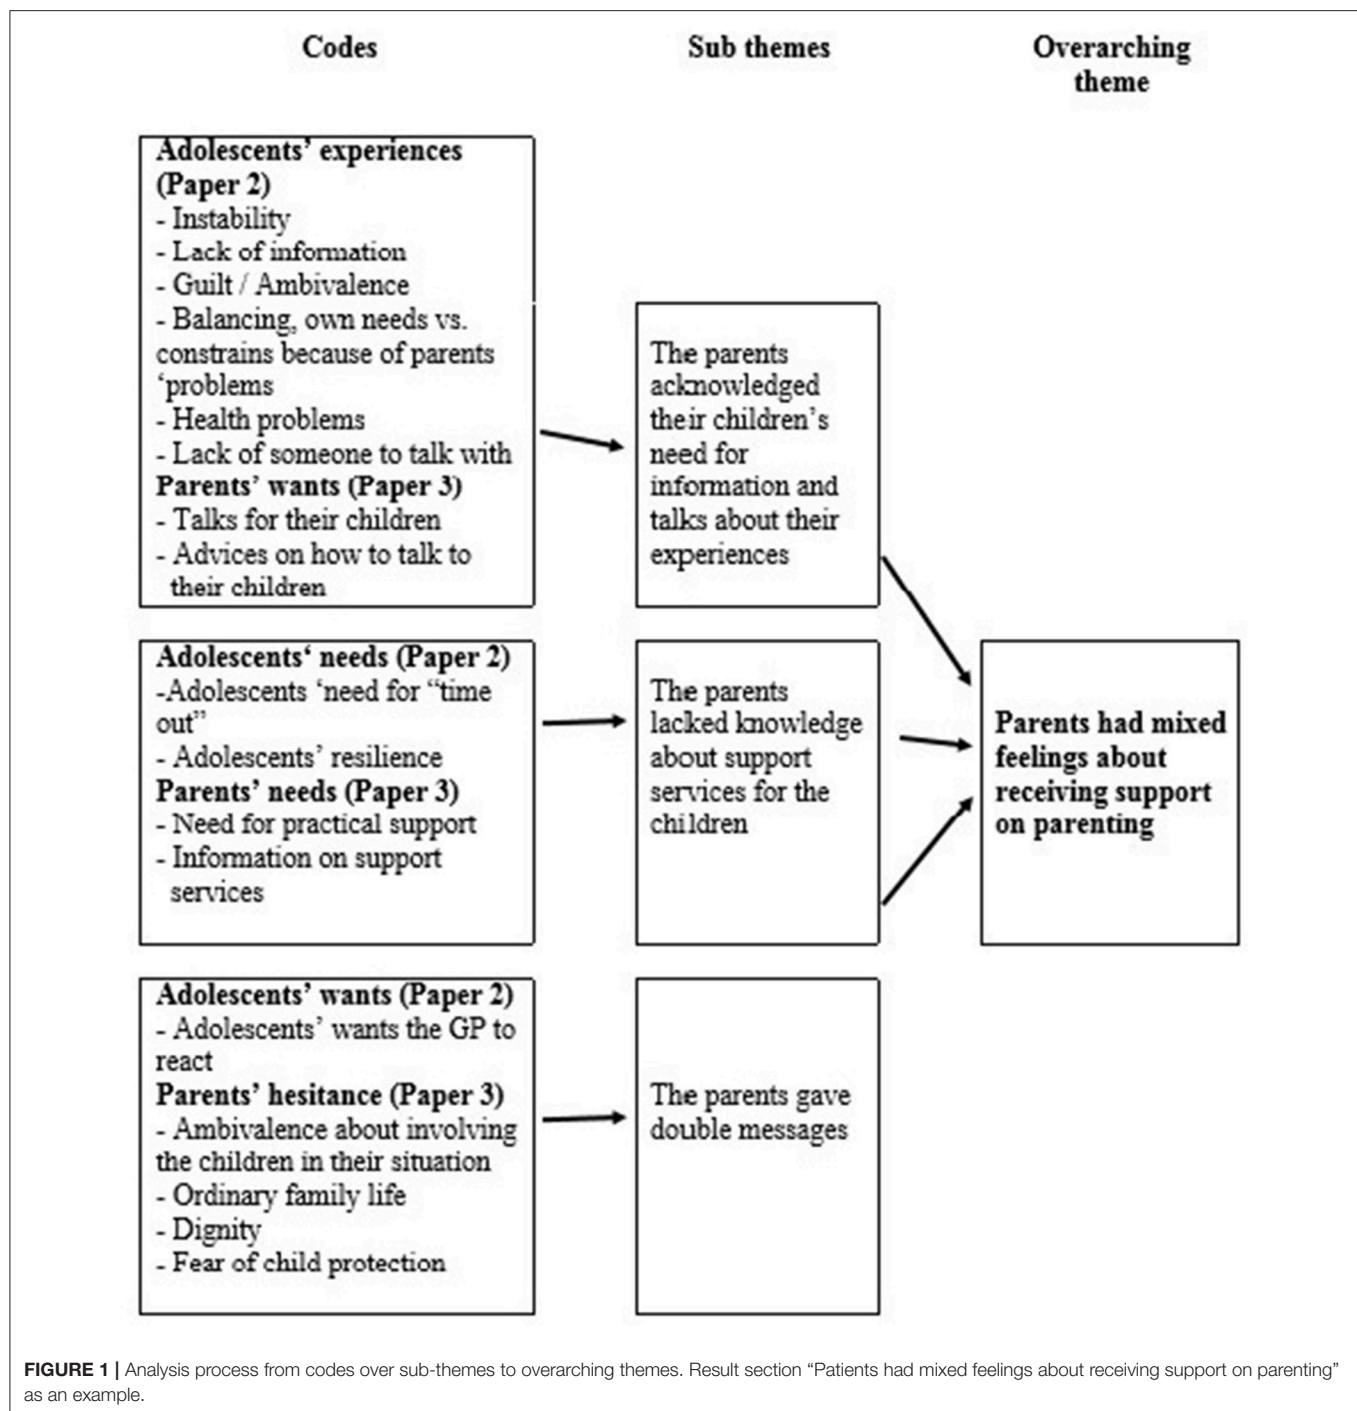 Codes
Sub themes
Overarching
theme
Adolescents’ experiences
(Paper 2)
- Instability
- Lack of information
- Guilt / Ambivalence
- Balancing, own needs vs.
constrains because of parents
‘problems
- Health problems
- Lack of someone to talk with
Parents’ wants (Paper 3)
- Talks for their children
- Advices on how to talk to
their children
The parents
acknowledged
their children’s
need for
information and
talks about their
experiences
Adolescents‘ needs (Paper 2)
-Adolescents ‘need for “time
out”
- Adolescents’ resilience
Parents’ needs (Paper 3)
- Need for practical support
- Information on support
services
The parents
lacked knowledge
about support
services for the
children
Parents had mixed
feelings about
receiving support
on parenting
Adolescents’ wants (Paper 2)
- Adolescents’ wants the GP to
react
Parents’ hesitance (Paper 3)
- Ambivalence about involving
the children in their situation
- Ordinary family life
- Dignity
- Fear of child protection
The parents gave
double messages
FIGURE 1 | Analysis process from codes over sub-themes to overarching themes. Result section “Patients had mixed feelings about receiving support on parenting”
as an example.